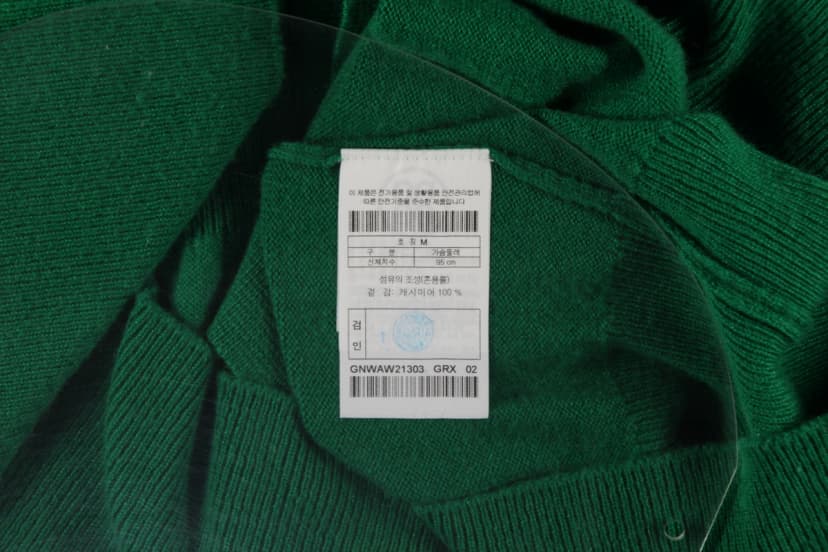 이 제품은 전기용품 및 생활용품 안전관리법에
따른 안전기준을 준수한 제품입니다
호 칭 M
구 분 가슴둘레
신체치수 95 cm
섬유의 조성(혼용률)
겉 감: 캐시미어 100 %
검
인
GNWAW21303 GRX 02